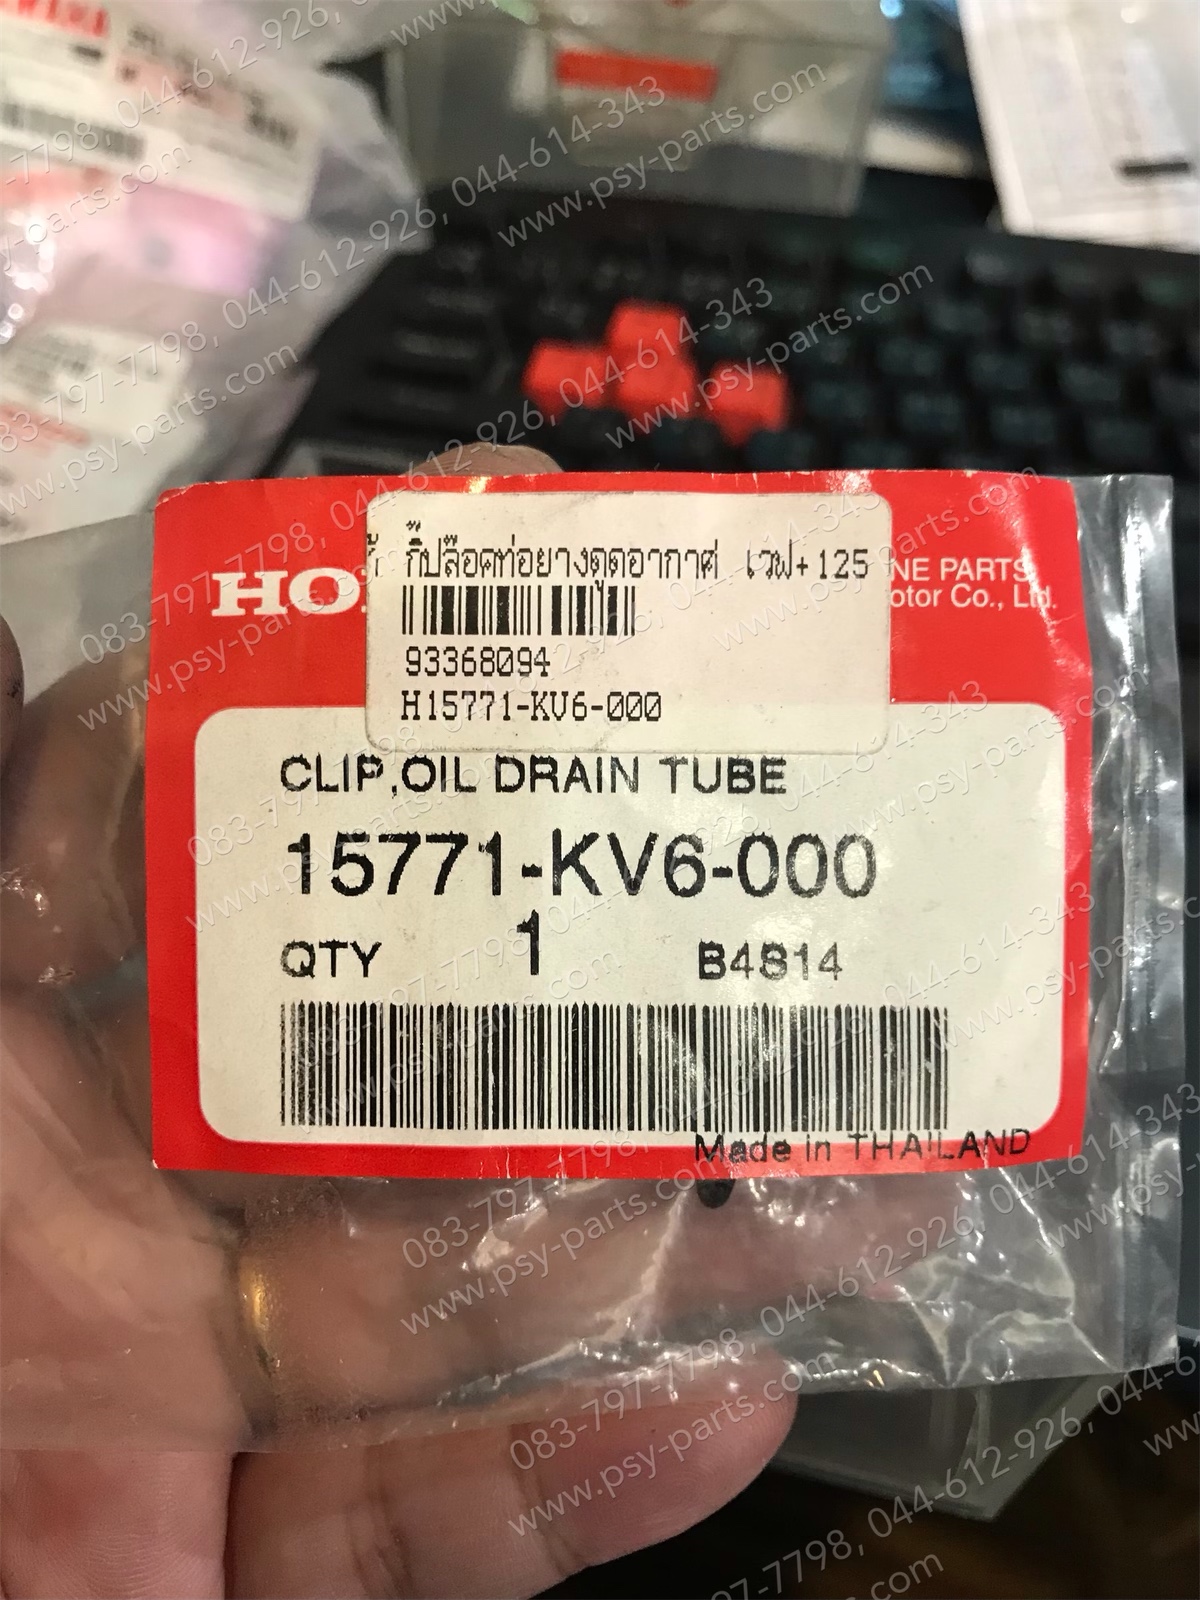 HO
NE PARTS
otor Co., Ltd.
กิ๊ปล๊อคท่อยางดูดอากาศ เวฟ+125
93368094
H15771-KV6-000
CLIP,OIL DRAIN TUBE
15771-KV6-000
QTY 1 B4S14
Made in THAILAND
083-797-7798, 044-612-926, 044-614-343
www.psy-parts.com